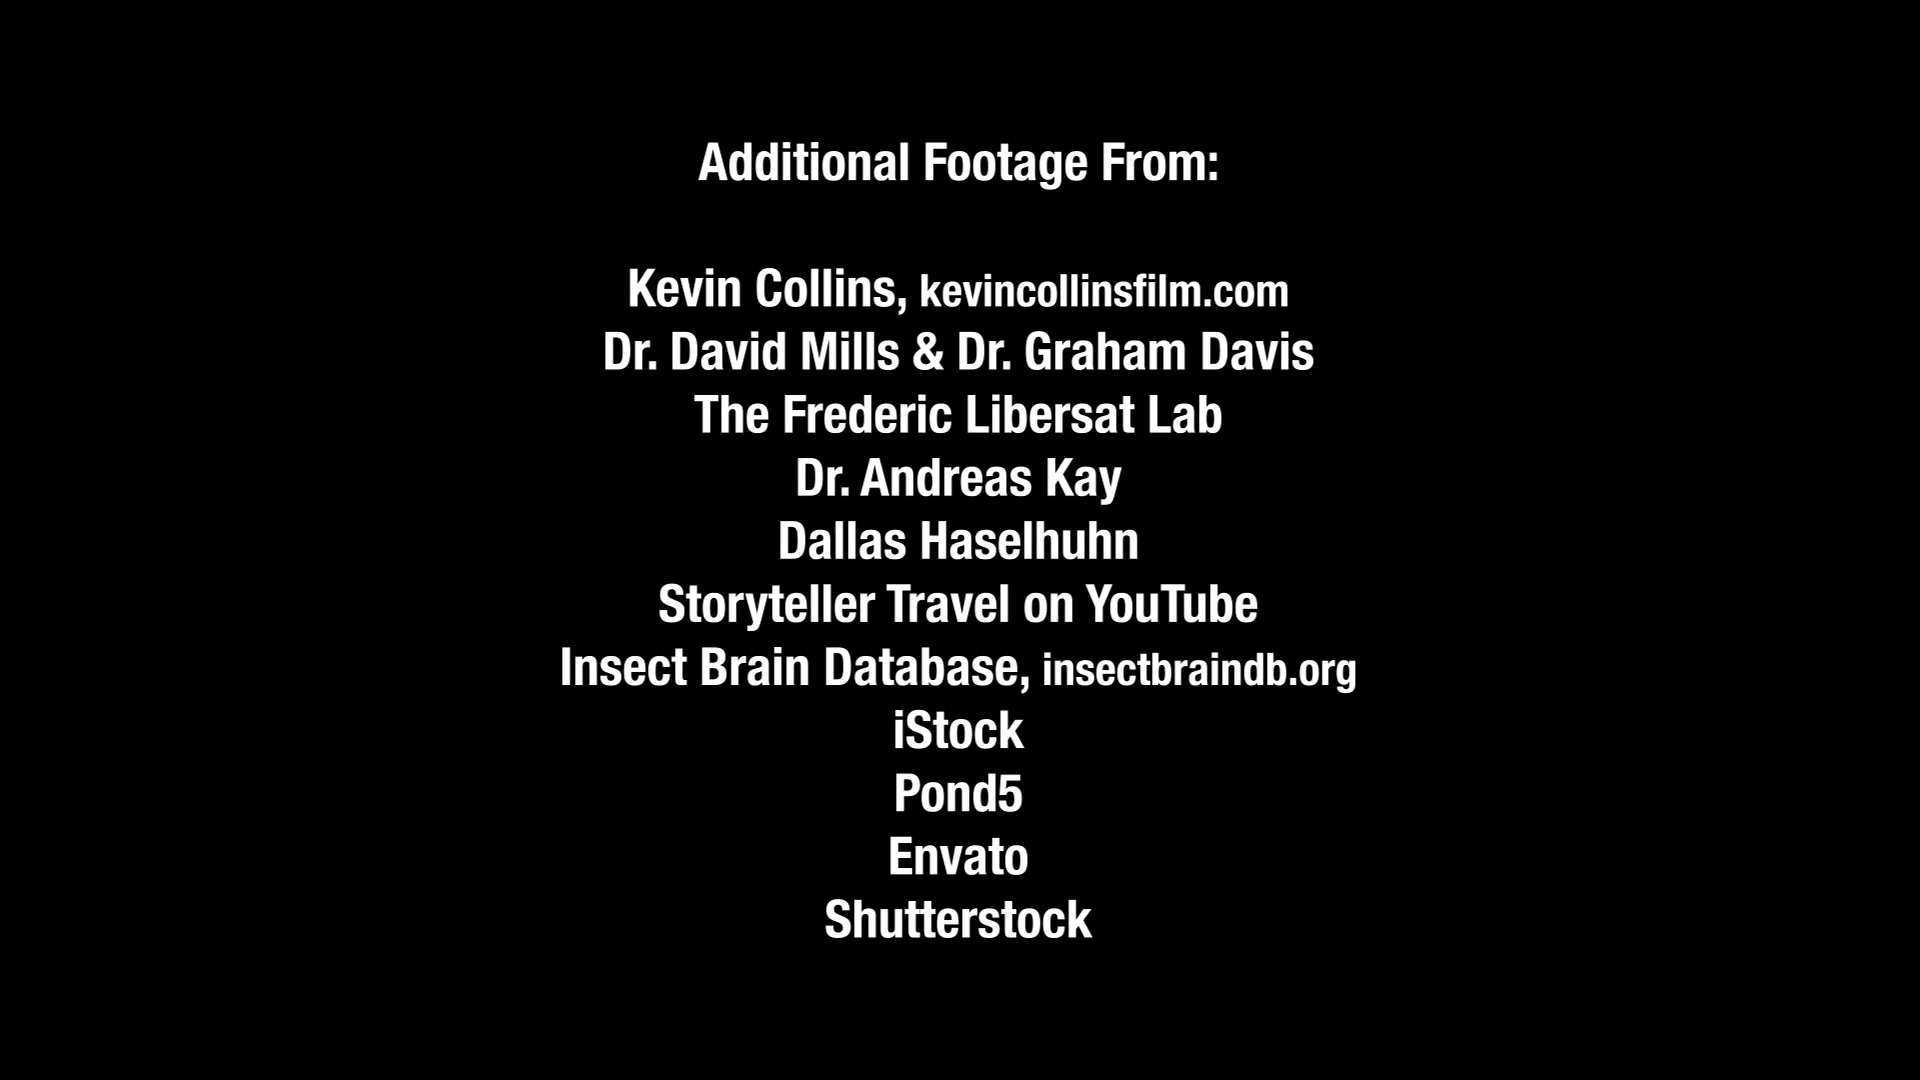 Additional Footage From:
Kevin Collins, kevincollinsfilm.com
Dr. David Mills & Dr. Graham Davis
The Frederic Libersat Lab
Dr. Andreas Kay
Dallas Haselhuhn
Storyteller Travel on YouTube
Insect Brain Database, insectbraindb.org
iStock
Pond5
Envato
Shutterstock